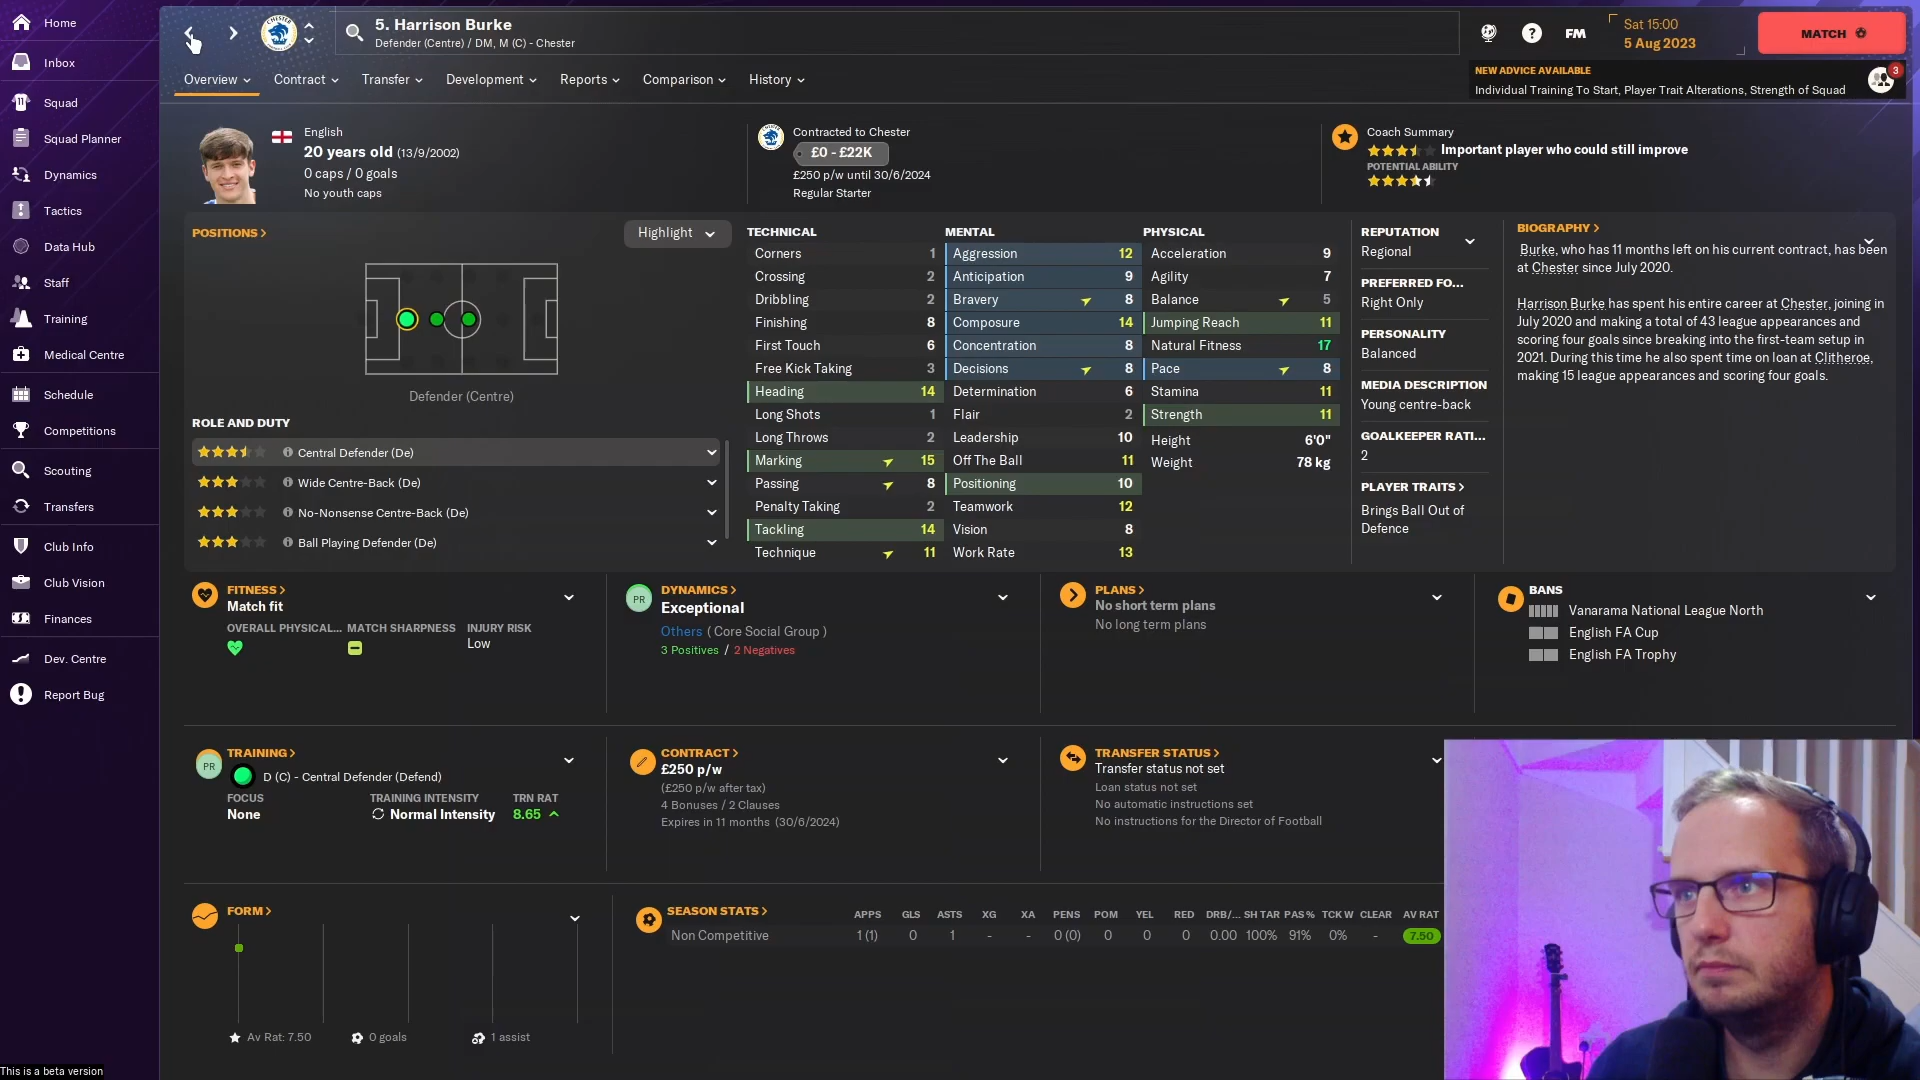 Home
Inbox
Squad
Squad Planner
Dynamics
Tactics
Data Hub
Staff
Training
Medical Centre
Schedule
Competitions
Scouting
Transfers
Club Info
Club Vision
Finances
Dev. Centre
Report Bug
This is a beta version
5. Harrison Burke
Defender (Centre) / DM, M (C) - Chester
FM
Sat 15:00
5 Aug 2023
MATCH
Overview Contract Transfer Development Reports Comparison History
NEW ADVICE AVAILABLE
Individual Training To Start, Player Trait Alterations, Strength of Squad
3
English
20 years old (13/9/2002)
0 caps / 0 goals
No youth caps
Contracted to Chester
£0 - £22K
£250 p/w until 30/6/2024
Regular Starter
Coach Summary
Important player who could still improve
POTENTIAL ABILITY
POSITIONS
Highlight
Defender (Centre)
ROLE AND DUTY
Central Defender (De)
Wide Centre-Back (De)
No-Nonsense Centre-Back (De)
Ball Playing Defender (De)
TECHNICAL
Corners 1
Crossing 2
Dribbling 2
Finishing 8
First Touch 6
Free Kick Taking 3
Heading 14
Long Shots 1
Long Throws 2
Marking 15
Passing 8
Penalty Taking 2
Tackling 14
Technique 11
MENTAL
Aggression 12
Anticipation 9
Bravery 8
Composure 14
Concentration 8
Decisions 8
Determination 6
Flair 2
Leadership 10
Off The Ball 11
Positioning 10
Teamwork 12
Vision 8
Work Rate 13
PHYSICAL
Acceleration 9
Agility 7
Balance 5
Jumping Reach 11
Natural Fitness 17
Pace 8
Stamina 11
Strength 11
Height 6'0"
Weight 78 kg
REPUTATION
Regional
PREFERRED FO...
Right Only
PERSONALITY
Balanced
MEDIA DESCRIPTION
Young centre-back
GOALKEEPER RATI...
2
PLAYER TRAITS
Brings Ball Out of
Defence
BIOGRAPHY
Burke, who has 11 months left on his current contract, has been
at Chester since July 2020.
Harrison Burke has spent his entire career at Chester, joining in
July 2020 and making a total of 43 league appearances and
scoring four goals since breaking into the first-team setup in
2021. During this time he also spent time on loan at Clitheroe,
making 15 league appearances and scoring four goals.
FITNESS
Match fit
OVERALL PHYSICAL... MATCH SHARPNESS INJURY RISK
Low
PR
DYNAMICS
Exceptional
Others ( Core Social Group )
3 Positives / 2 Negatives
PLANS
No short term plans
No long term plans
BANS
Vanarama National League North
English FA Cup
English FA Trophy
PR
TRAINING
D (C) - Central Defender (Defend)
FOCUS TRAINING INTENSITY TRN RAT
None Normal Intensity 8.65
CONTRACT
£250 p/w
(£250 p/w after tax)
4 Bonuses / 2 Clauses
Expires in 11 months (30/6/2024)
TRANSFER STATUS
Transfer status not set
Loan status not set
No automatic instructions set
No instructions for the Director of Football
FORM
Av Rat: 7.50 0 goals 1 assist
SEASON STATS APPS GLS ASTS XG XA PENS POM YEL RED DRB/... SH TAR PAS % TCK W CLEAR AV RAT
Non Competitive 1 (1) 0 1 - - 0 (0) 0 0 0 0.00 100% 91% 0% - 7.50